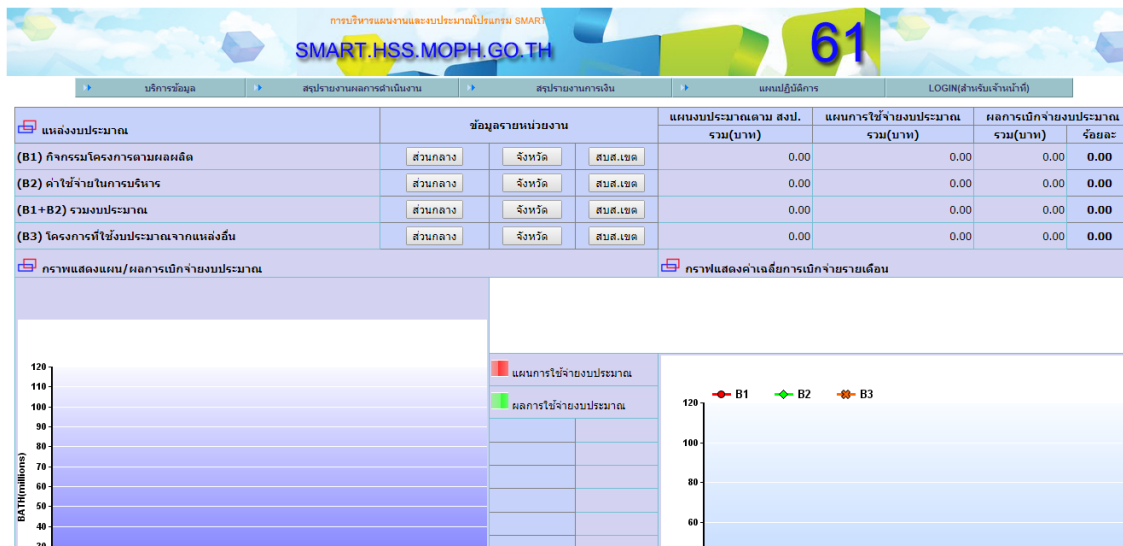 การบริหารแผนงานและงบประมาณโปรแกรม SMART
SMART.HSS.MOPH.GO.TH
61
บริการข้อมูล
สรุปรายงานผลการดำเนินงาน
สรุปรายงานการเงิน
แผนปฏิบัติการ
LOGIN(สำหรับเจ้าหน้าที่)
แหล่งงบประมาณ
ข้อมูลรายหน่วยงาน
แผนงบประมาณตาม สงป.
แผนการใช้จ่ายงบประมาณ
ผลการเบิกจ่ายงบประมาณ
รวม(บาท)
รวม(บาท)
รวม(บาท)
ร้อยละ
(B1) กิจกรรมโครงการตามผลผลิต ส่วนกลาง จังหวัด สบส.เขต 0.00 0.00 0.00 0.00
(B2) ค่าใช้จ่ายในการบริหาร ส่วนกลาง จังหวัด สบส.เขต 0.00 0.00 0.00 0.00
(B1+B2) รวมงบประมาณ ส่วนกลาง จังหวัด สบส.เขต 0.00 0.00 0.00 0.00
(B3) โครงการที่ใช้งบประมาณจากแหล่งอื่น ส่วนกลาง จังหวัด สบส.เขต 0.00 0.00 0.00 0.00
กราฟแสดงแผน/ผลการเบิกจ่ายงบประมาณ
กราฟแสดงค่าเฉลี่ยการเบิกจ่ายรายเดือน
120
110
100
90
80
70
60
50
40
BATH(millions)
แผนการใช้จ่ายงบประมาณ
ผลการใช้จ่ายงบประมาณ
B1 B2 B3
120
100
80
60